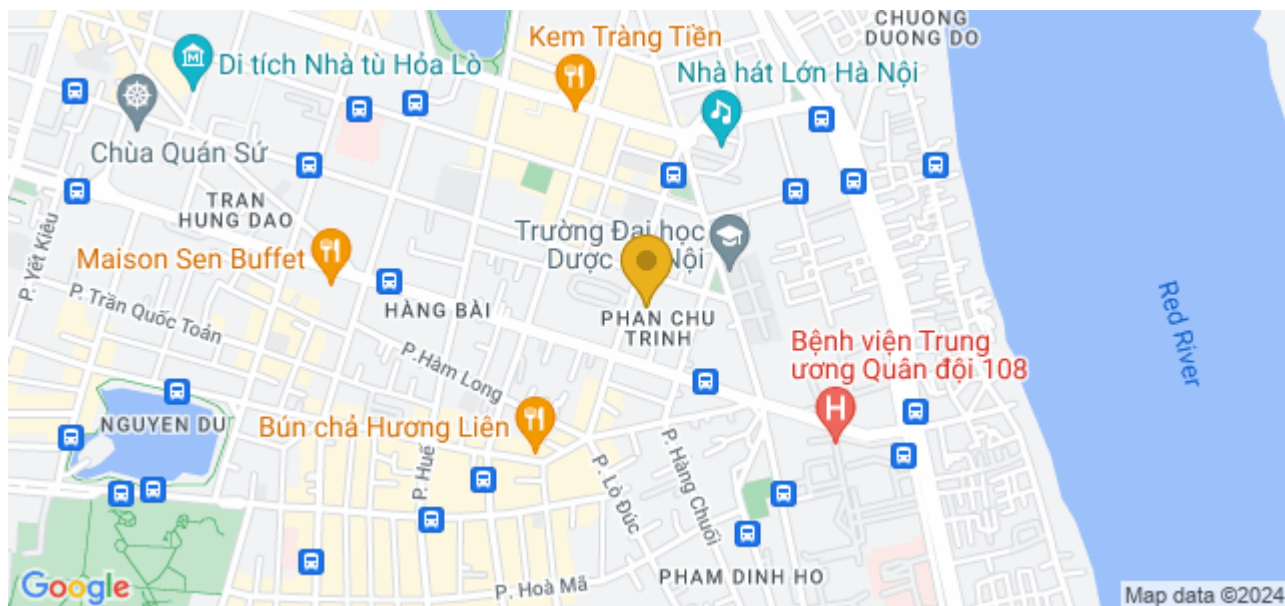 CHUONG
DUONG DO
Kem Tràng Tiền
Di tích Nhà tù Hỏa Lò
Nhà hát Lớn Hà Nội
Chùa Quán Sứ
TRAN
HUNG DAO
P. Yết Kiêu
Trường Đại học
Dược Nội
Maison Sen Buffet
HÀNG BÀI
PHAN CHU
TRINH
Red River
P. Trần Quốc Toản
P.Hàm Long
Bệnh viện Trung
ương Quân đội 108
H
NGUYEN DU
Bún chả Hương Liên
P. Huế
P. Lò Đúc
P. Hàng Chuối
P. Hoà Mã
PHAM DINH HO
Google
Map data ©2024